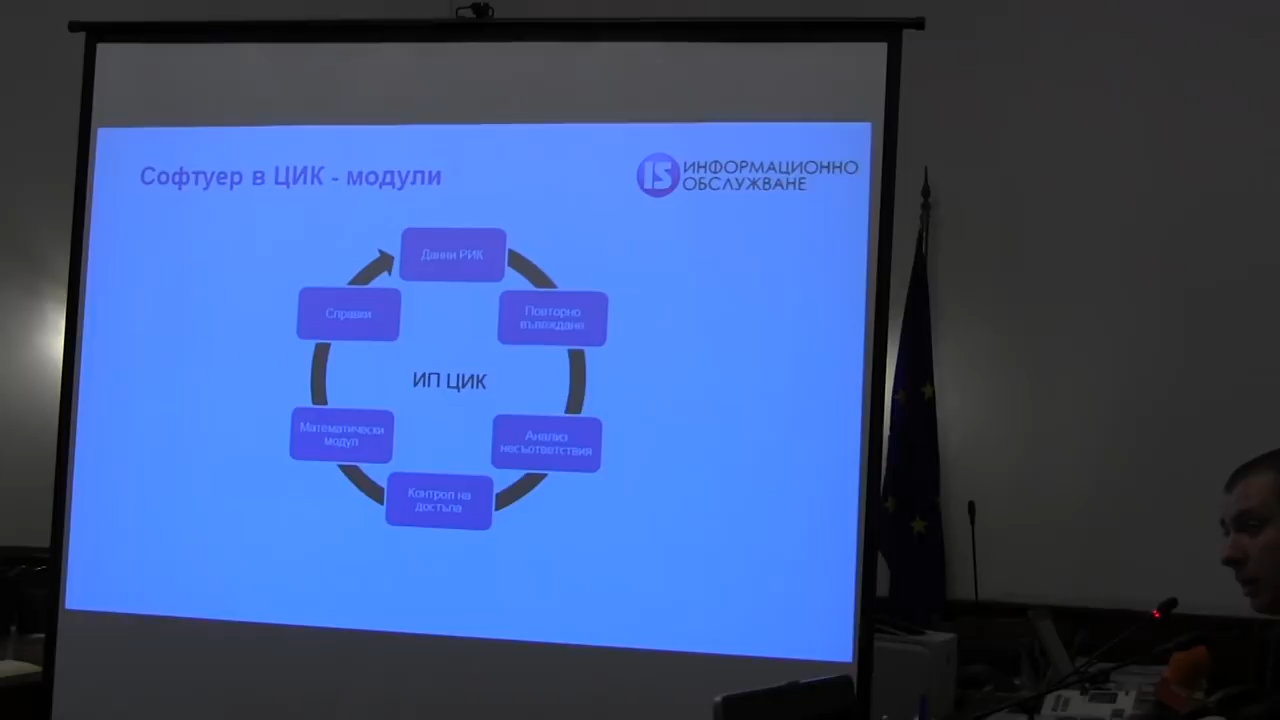 Софтуер в ЦИК - модули
IS ИНФОРМАЦИОННО
ОБСЛУЖВАНЕ
Данни РИК
Повторно
въвеждане
Анализ
несъответствия
Контрол на
достъпа
Математически
модул
Справки
ИП ЦИК